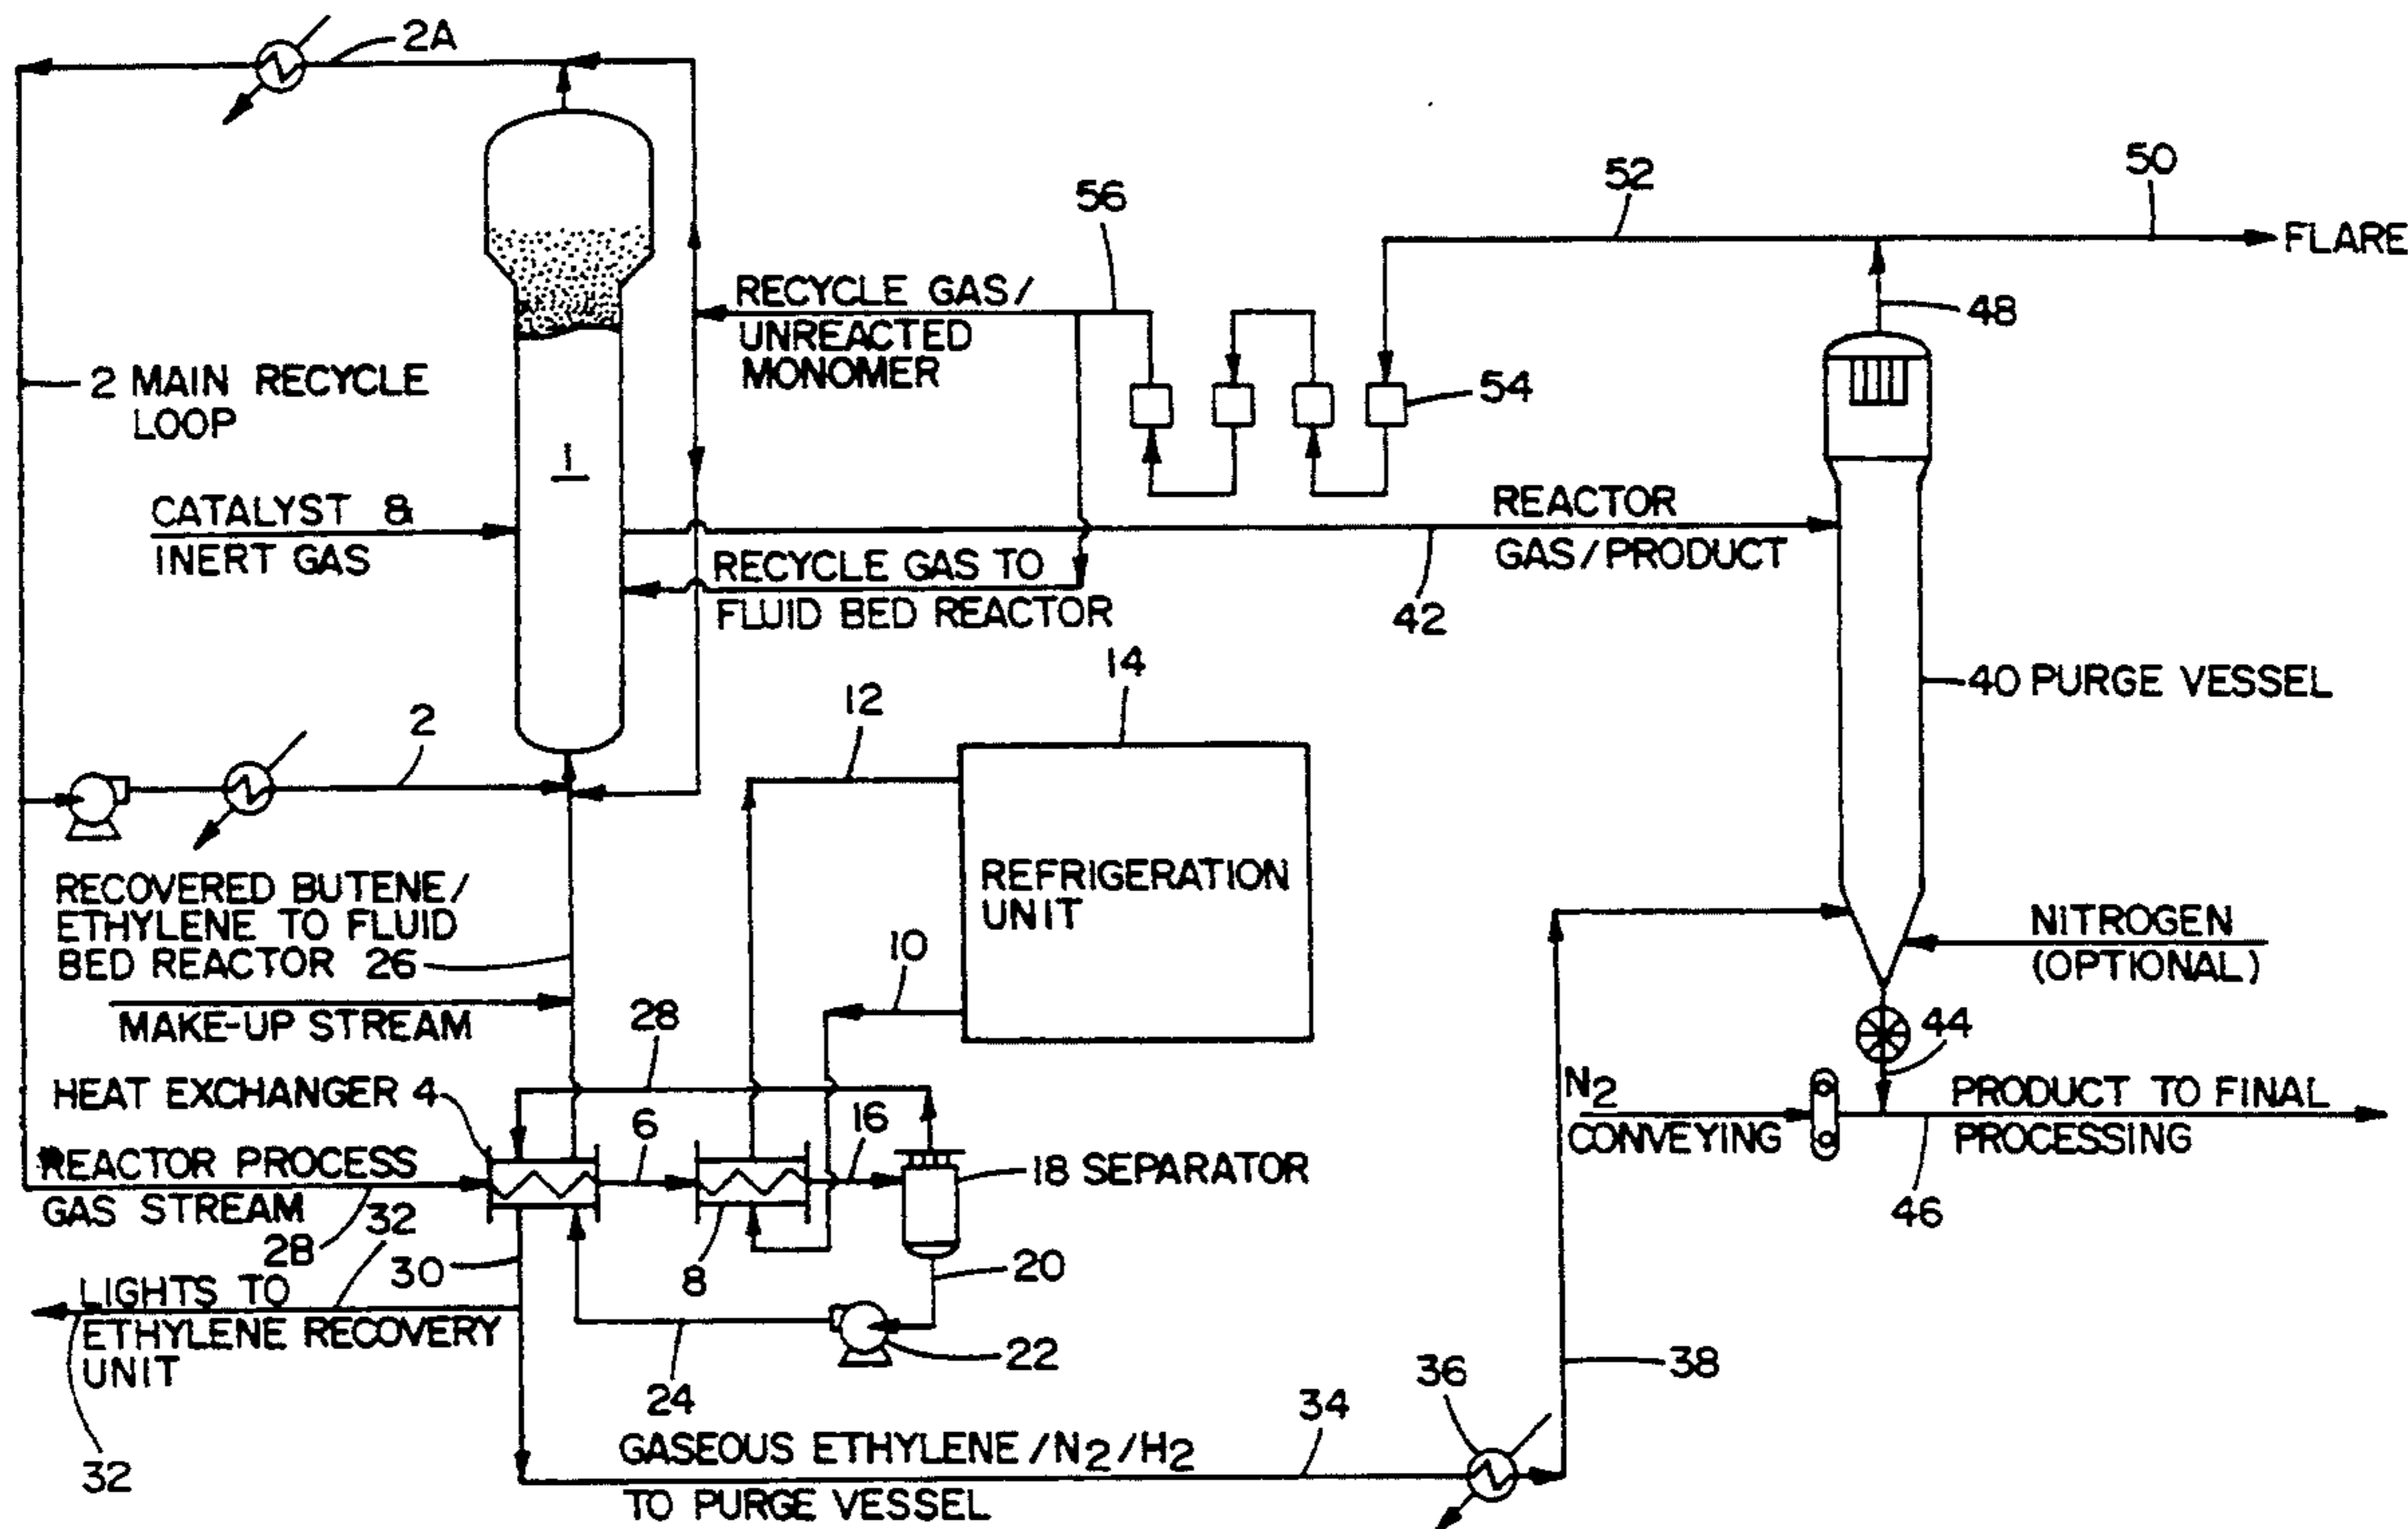 2A
56
52
50
FLARE
48
RECYCLE GAS/
UNREACTED
MONOMER
2 MAIN RECYCLE
LOOP
54
1
CATALYST &
INERT GAS
REACTOR
GAS/PRODUCT
RECYCLE GAS TO
FLUID BED REACTOR
42
14
12
2
40 PURGE VESSEL
REFRIGERATION
UNIT
RECOVERED BUTENE/
ETHYLENE TO FLUID
BED REACTOR 26
10
NITROGEN
(OPTIONAL)
MAKE-UP STREAM
28
44
HEAT EXCHANGER 4
6
16
N2
CONVEYING
PRODUCT TO FINAL
PROCESSING
REACTOR PROCESS
GAS STREAM
18 SEPARATOR
46
32
28
30
8
20
LIGHTS TO
ETHYLENE RECOVERY
UNIT
22
24
38
36
34
32
GASEOUS ETHYLENE/N2/H2
TO PURGE VESSEL